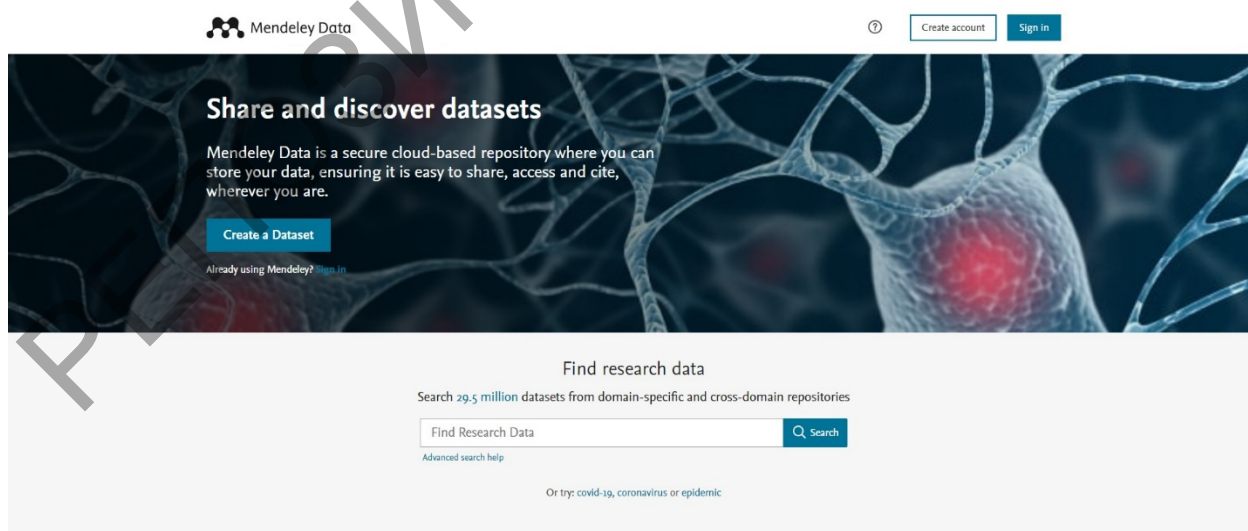 Mendeley Data
? Create account Sign in
Share and discover datasets
Mendeley Data is a secure cloud-based repository where you can
store your data, ensuring it is easy to share, access and cite,
wherever you are.
Create a Dataset
Already using Mendeley? Sign in
Find research data
Search 29.5 million datasets from domain-specific and cross-domain repositories
Find Research Data Search
Advanced search help
Or try: covid-19, coronavirus or epidemic